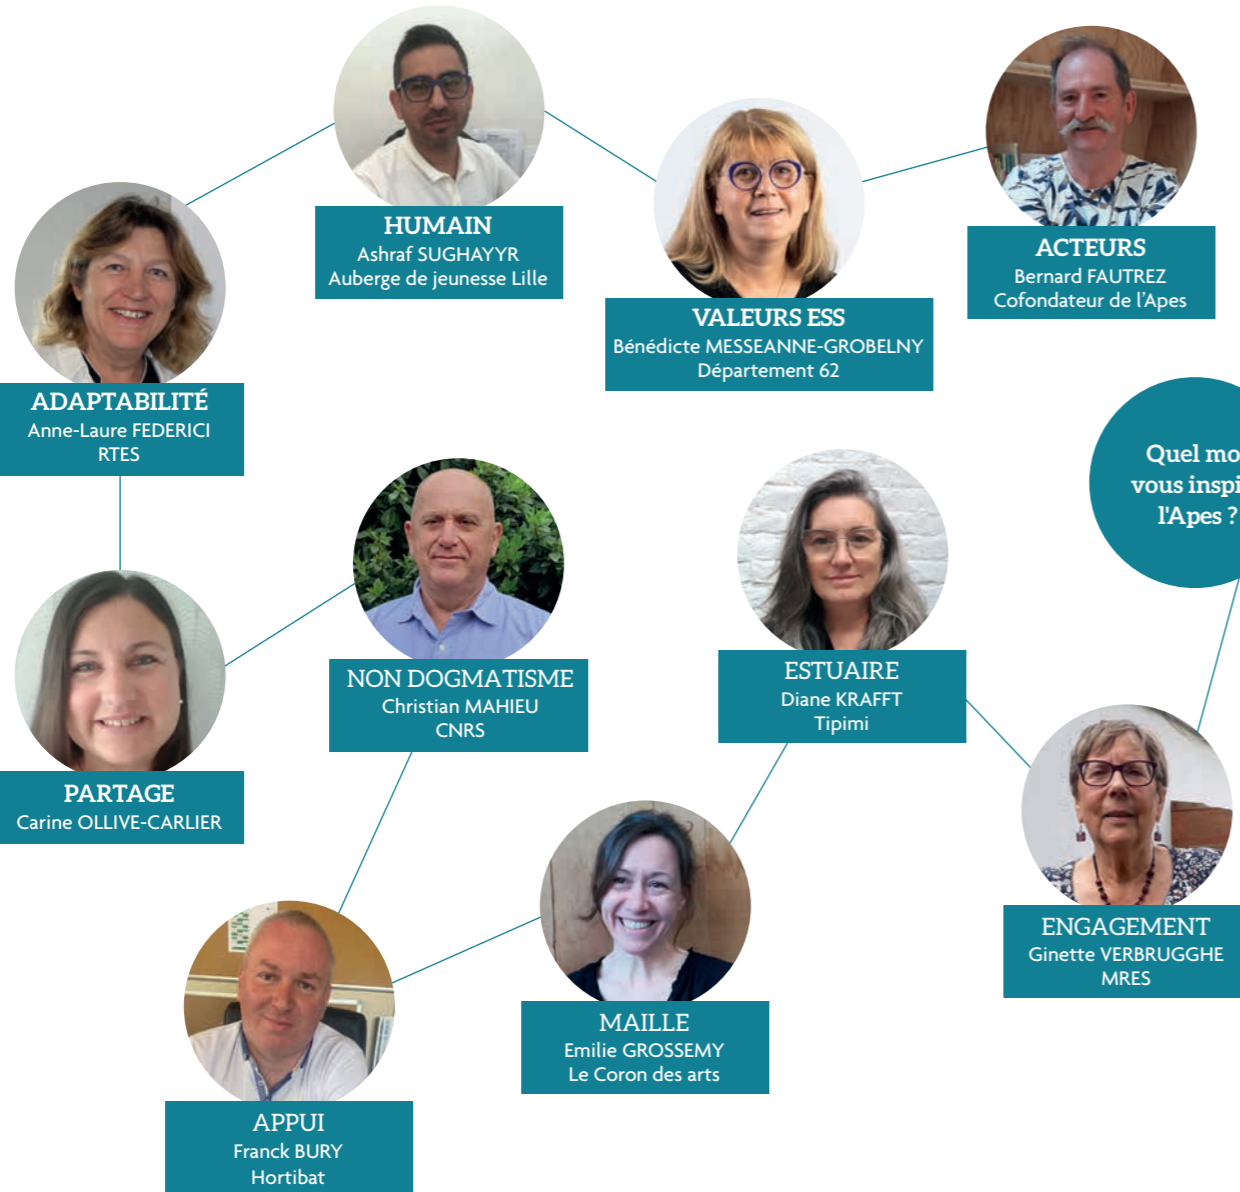 HUMAIN
Ashraf SUGHAYYR
Auberge de jeunesse Lille
VALEURS ESS
Bénédicte MESSEANNE-GROBELNY
Département 62
ACTEURS
Bernard FAUTREZ
Cofondateur de l'Apes
ADAPTABILITÉ
Anne-Laure FEDERICI
RTES
Quel mo
vous inspi
l'Apes ?
NON DOGMATISME
Christian MAHIEU
CNRS
ESTUAIRE
Diane KRAFFT
Tipimi
PARTAGE
Carine OLLIVE-CARLIER
ENGAGEMENT
Ginette VERBRUGGHE
MRES
MAILLE
Emilie GROSSEMY
Le Coron des arts
APPUI
Franck BURY
Hortibat